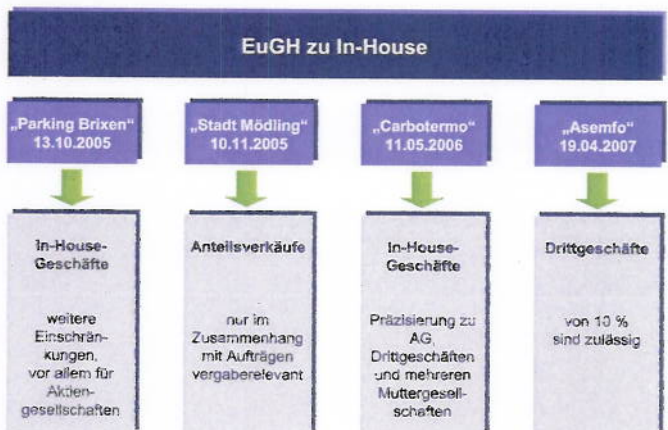 EuGH zu In-House
„Parking Brixen“
13.10.2005
In-House-
Geschäfte
weitere
Einschrän-
kungen,
vor allem für
Aktien-
gesellschaften
„Stadt Mödling“
10.11.2005
Anteilsverkäufe
nur im
Zusammenhang
mit Aufträgen
vergaberelevant
„Carbotermo“
11.05.2006
In-House-
Geschäfte
Präzisierung zu
AG,
Drittgeschäften
und mehreren
Muttergesell-
schaften
„Asemfo“
19.04.2007
Drittgeschäfte
von 10 %
sind zulässig